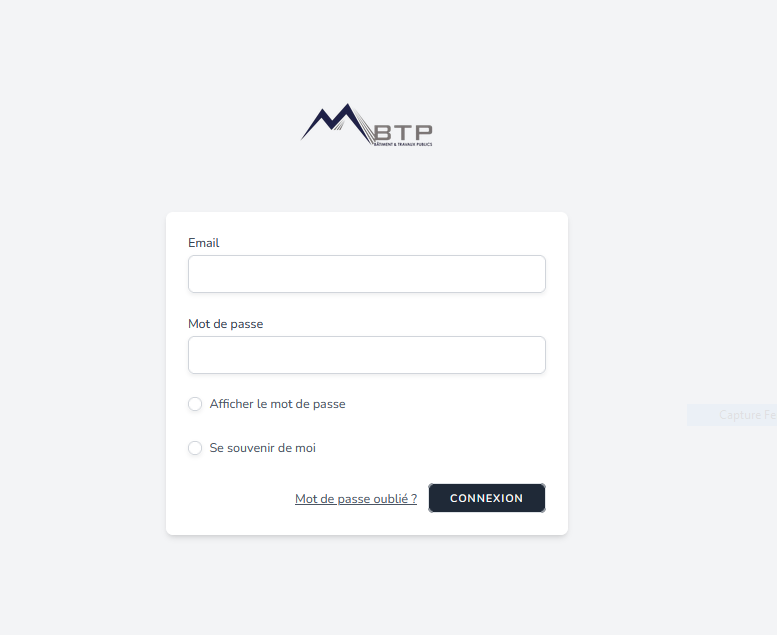 BTP
BÂTIMENT & TRAVAUX PUBLICS
Email
Mot de passe
Afficher le mot de passe
Capture Fe
Se souvenir de moi
Mot de passe oublié ?
CONNEXION